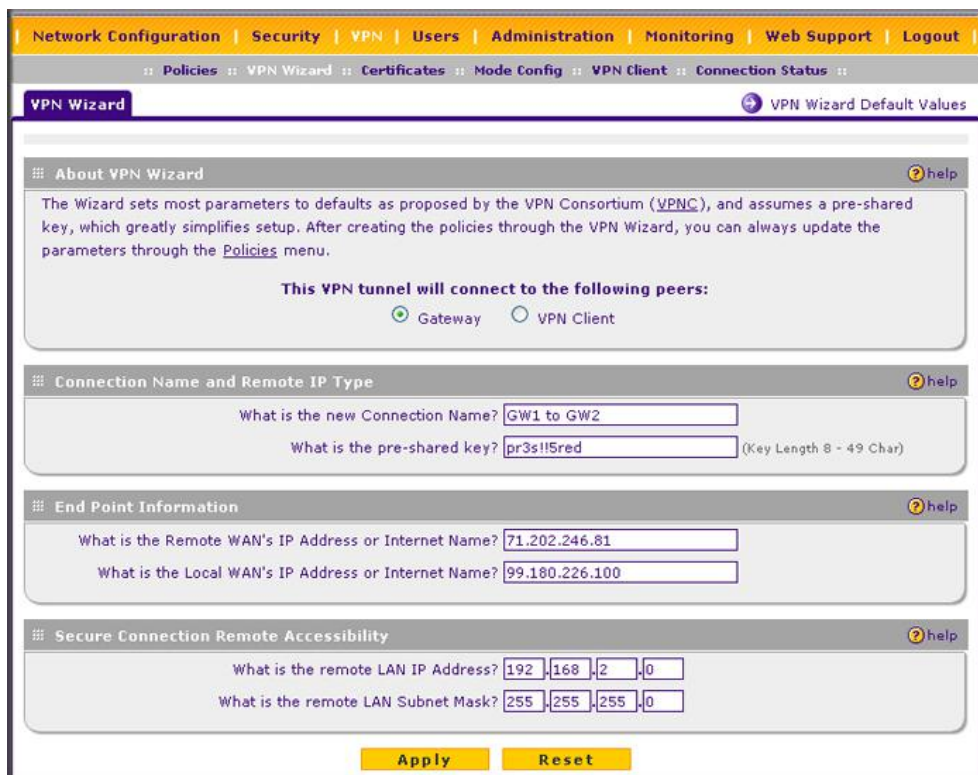 Network Configuration | Security | VPN | Users | Administration | Monitoring | Web Support | Logout
:: Policies :: VPN Wizard :: Certificates :: Mode Config :: VPN Client :: Connection Status ::
VPN Wizard
VPN Wizard Default Values
About VPN Wizard
? help
The Wizard sets most parameters to defaults as proposed by the VPN Consortium (VPNC), and assumes a pre-shared
key, which greatly simplifies setup. After creating the policies through the VPN Wizard, you can always update the
parameters through the Policies menu.
This VPN tunnel will connect to the following peers:
Gateway VPN Client
Connection Name and Remote IP Type
? help
What is the new Connection Name? GW1 to GW2
What is the pre-shared key? pr3s!!5red (Key Length 8 - 49 Char)
End Point Information
? help
What is the Remote WAN's IP Address or Internet Name? 71.202.246.81
What is the Local WAN's IP Address or Internet Name? 99.180.226.100
Secure Connection Remote Accessibility
? help
What is the remote LAN IP Address? 192 .168 .2 .0
What is the remote LAN Subnet Mask? 255 .255 .255 .0
Apply Reset